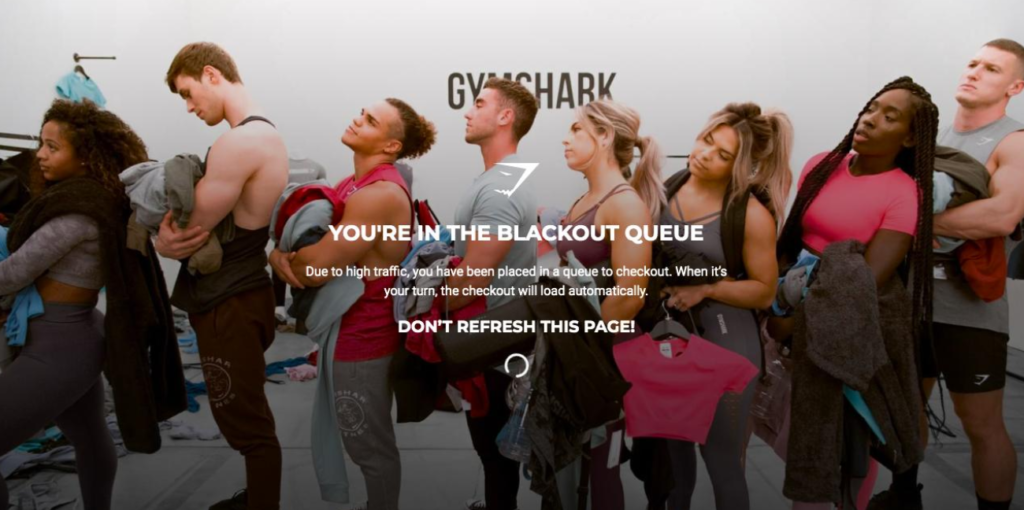 GYMSHARK
YOU'RE IN THE BLACKOUT QUEUE
Due to high traffic, you have been placed in a queue to checkout. When it's
your turn, the checkout will load automatically.
DON'T REFRESH THIS PAGE!